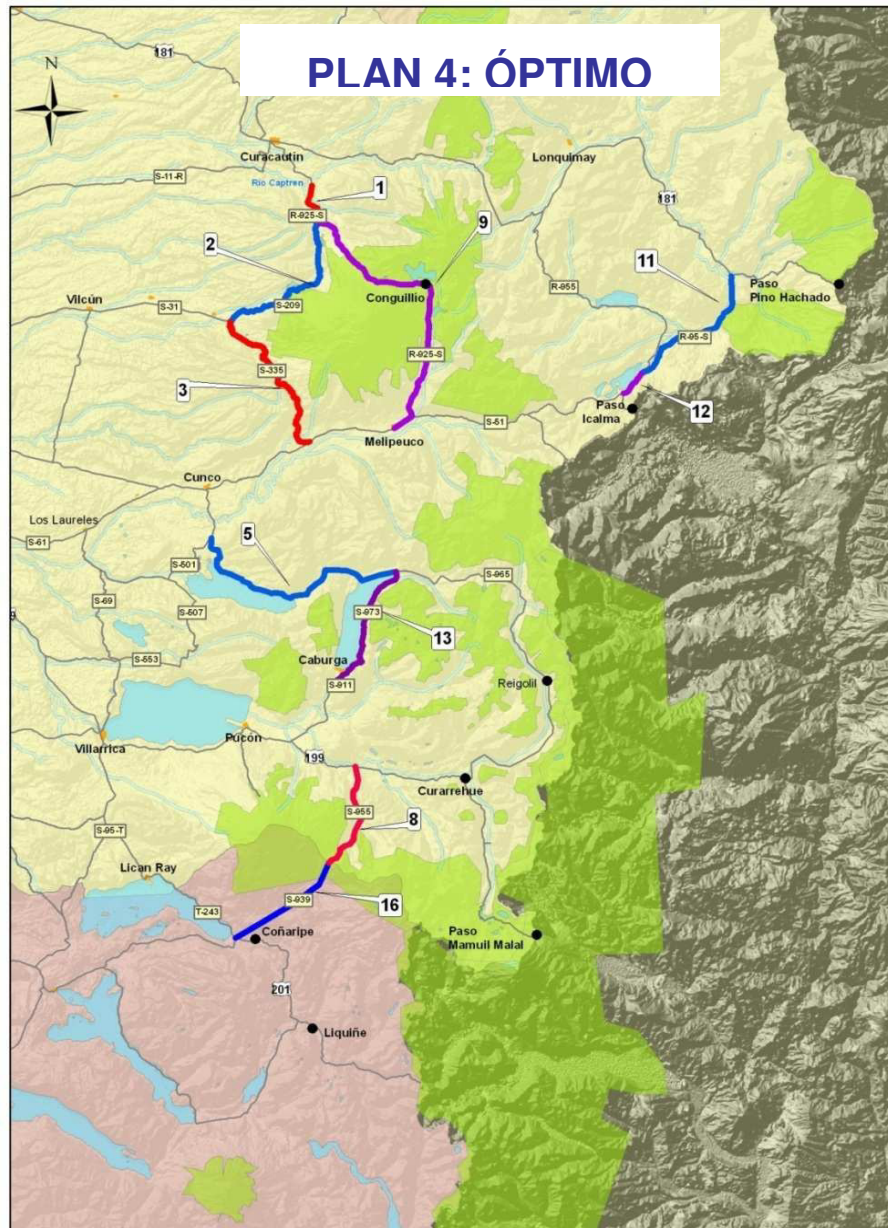 PLAN 4: ÓPTIMO
181
N
Curacautín
Lonquimay
S-11-R
Rio Captren
1
181
R-925-S
9
2
11
Paso
Pino Hachado
Conguillio
R-955
Vilcún
S-31
S-209
R-95-S
R-925-S
S-335
3
12
Paso
Icalma
S-51
Melipeuco
Cunco
Los Laureles
5
S-61
S-501
S-965
S-69
S-507
S-973
13
S-553
Caburga
S-911
Reigolil
Villarrica
Pucón
199
Curarrehue
S-955
8
S-95-T
Lican Ray
16
S-939
T-243
Paso
Mamuil Malal
Coñaripe
201
Liquiñe